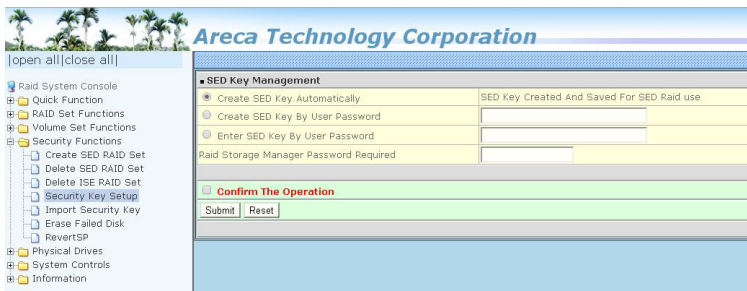 Areca Technology Corporation
|open all|close all|
Raid System Console
Quick Function
RAID Set Functions
Volume Set Functions
Security Functions
Create SED RAID Set
Delete SED RAID Set
Delete ISE RAID Set
Security Key Setup
Import Security Key
Erase Failed Disk
RevertSP
Physical Drives
System Controls
Information
SED Key Management
Create SED Key Automatically SED Key Created And Saved For SED Raid use
Create SED Key By User Password
Enter SED Key By User Password
Raid Storage Manager Password Required
Confirm The Operation
Submit Reset